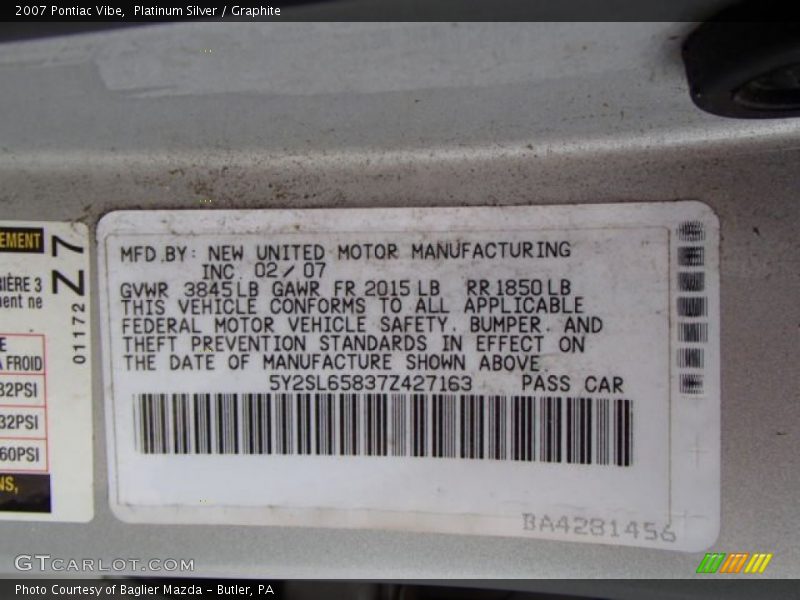 2007 Pontiac Vibe, Platinum Silver / Graphite
EMENT
RIÈRE 3
ment ne
E
A FROID
32PSI
32PSI
60PSI
NS,
01172 Z7
MFD.BY: NEW UNITED MOTOR MANUFACTURING
INC. 02/07
GVWR 3845LB GAWR FR 2015LB RR 1850LB
THIS VEHICLE CONFORMS TO ALL APPLICABLE
FEDERAL MOTOR VEHICLE SAFETY, BUMPER, AND
THEFT PREVENTION STANDARDS IN EFFECT ON
THE DATE OF MANUFACTURE SHOWN ABOVE.
5Y2SL65837Z427163 PASS CAR
BA4281456
GTCARLOT.COM
Photo Courtesy of Baglier Mazda - Butler, PA